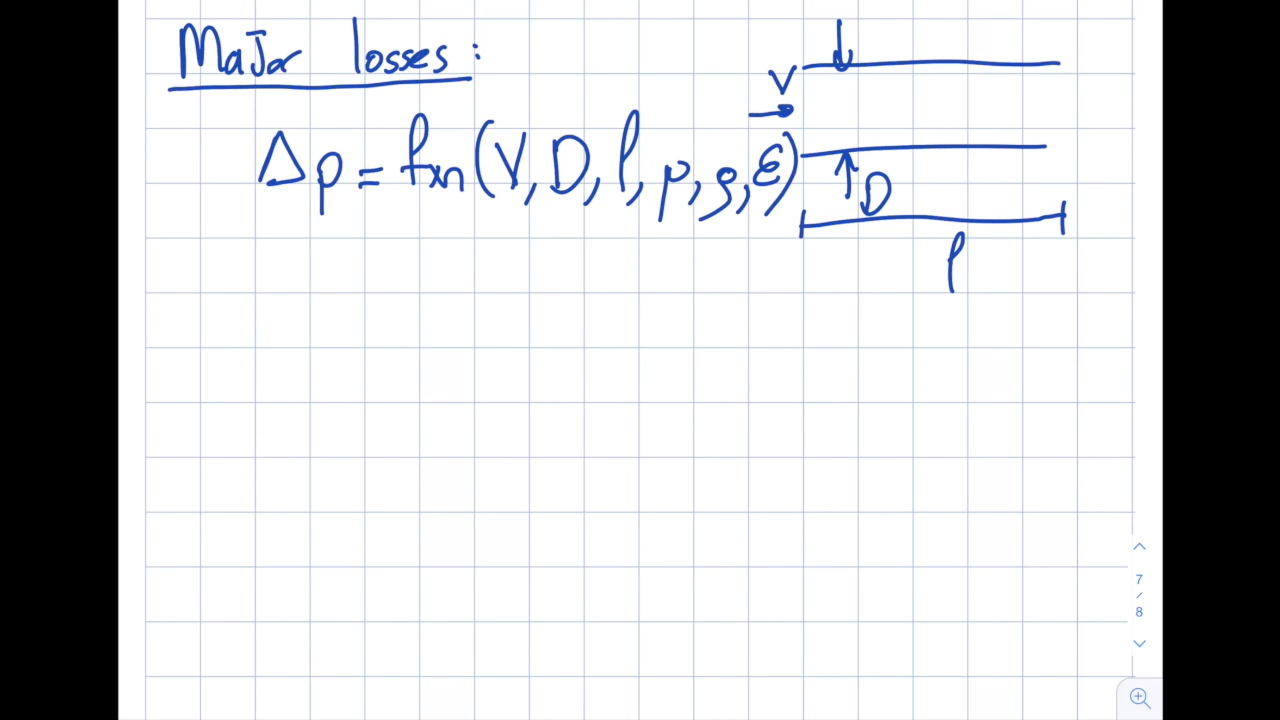 Major losses:
Δp = fxn(V, D, l, μ, ρ, ε)
V
D
l
7
/
8